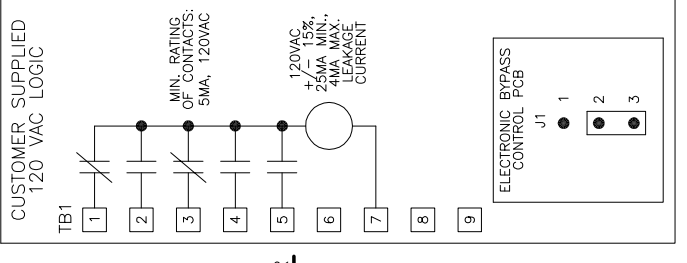 CUSTOMER SUPPLIED
120 VAC LOGIC
TB1
1
2
3
4
5
6
7
8
9
MIN. RATING
OF CONTACTS:
5MA, 120VAC
120VAC
+/- 15%,
25MA MIN.,
4MA MAX.
LEAKAGE
CURRENT
ELECTRONIC BYPASS
CONTROL PCB
J1
1
2
3